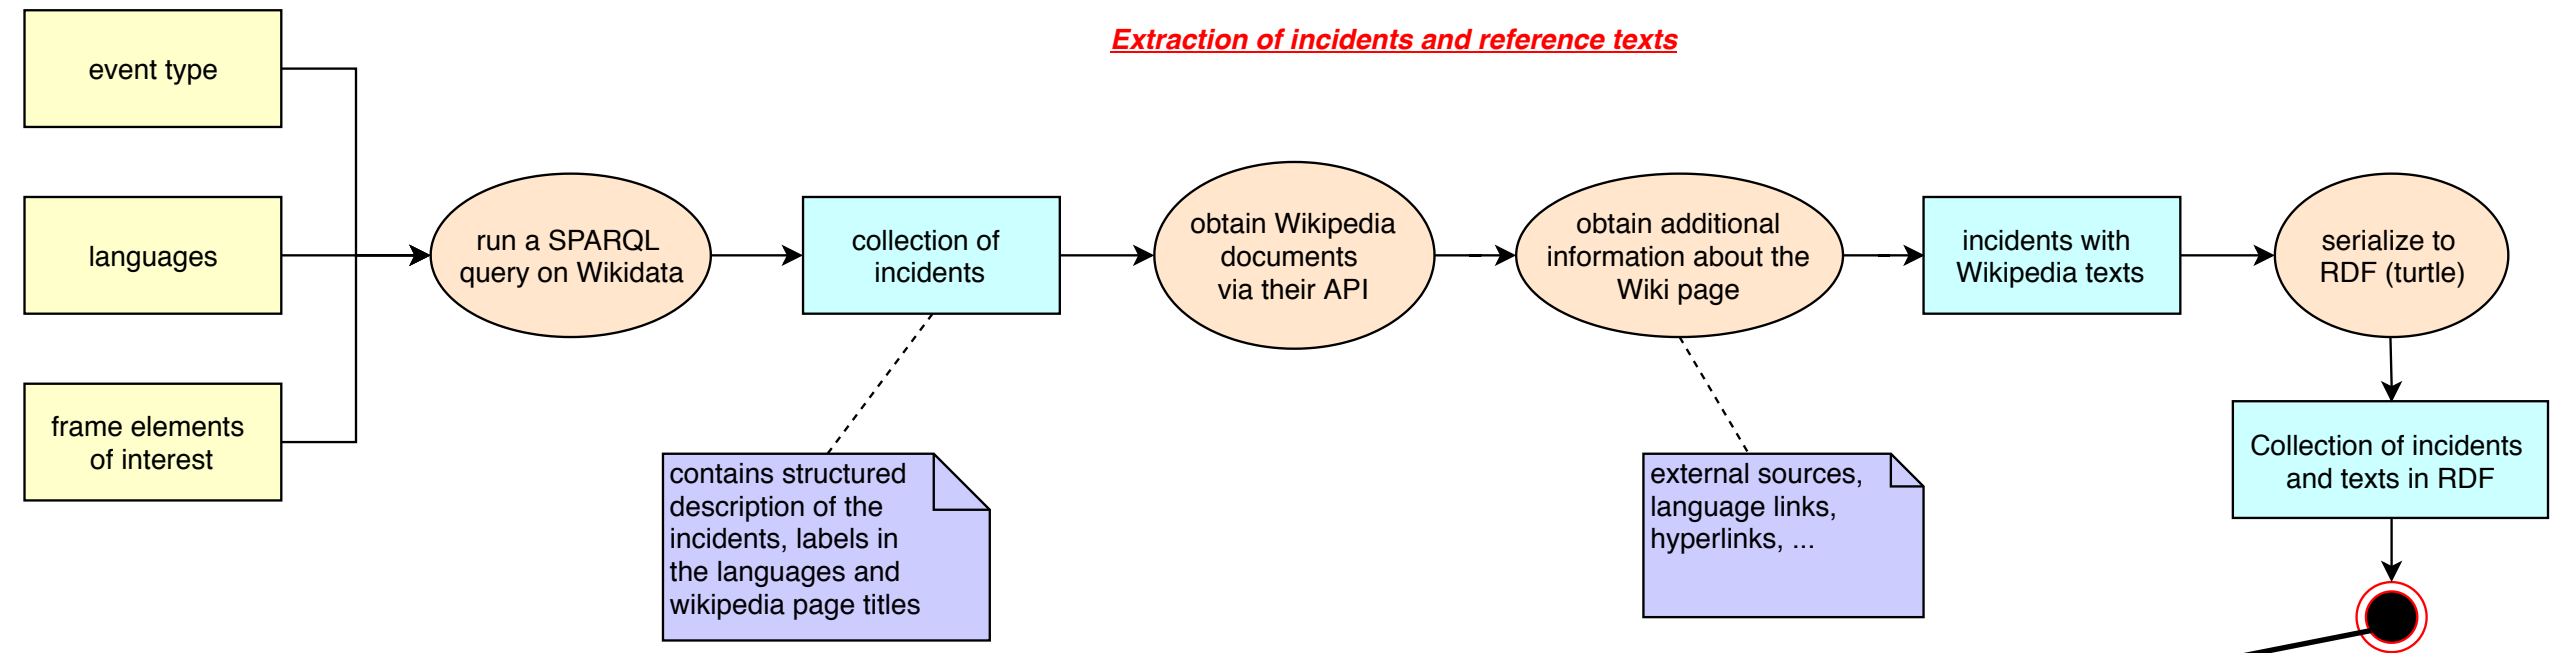 Extraction of incidents and reference texts
event type
languages
frame elements
of interest
run a SPARQL
query on Wikidata
collection of
incidents
contains structured
description of the
incidents, labels in
the languages and
wikipedia page titles
obtain Wikipedia
documents
via their API
obtain additional
information about the
Wiki page
external sources,
language links,
hyperlinks, ...
incidents with
Wikipedia texts
serialize to
RDF (turtle)
Collection of incidents
and texts in RDF